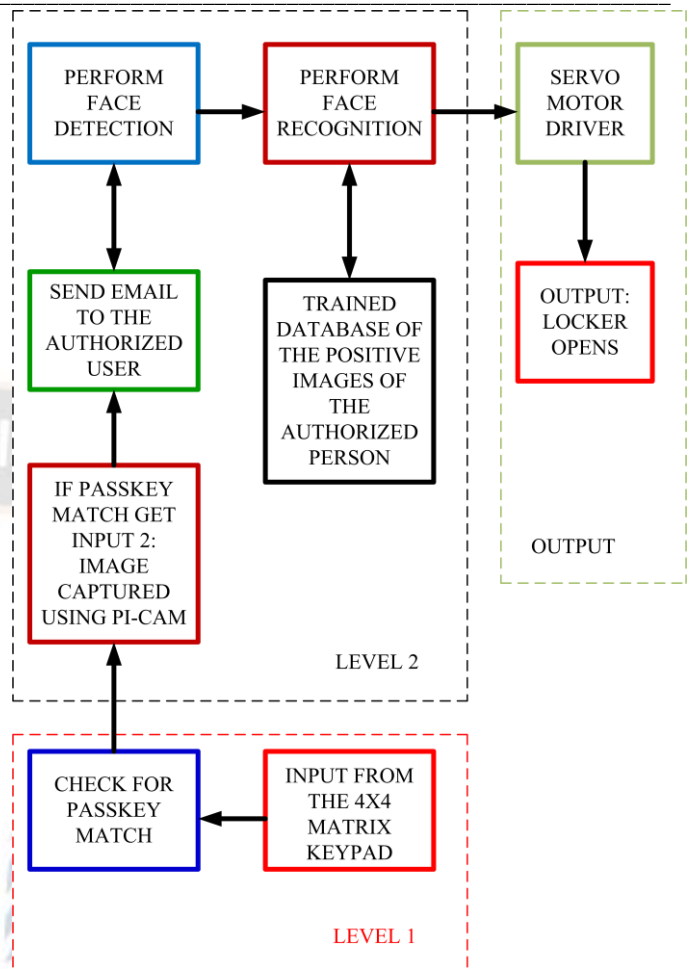 PERFORM
FACE
DETECTION
PERFORM
FACE
RECOGNITION
SERVO
MOTOR
DRIVER
SEND EMAIL
TO THE
AUTHORIZED
USER
TRAINED
DATABASE OF
THE POSITIVE
IMAGES OF
THE
AUTHORIZED
PERSON
OUTPUT:
LOCKER
OPENS
IF PASSKEY
MATCH GET
INPUT 2:
IMAGE
CAPTURED
USING PI-CAM
OUTPUT
LEVEL 2
CHECK FOR
PASSKEY
MATCH
INPUT FROM
THE 4X4
MATRIX
KEYPAD
LEVEL 1